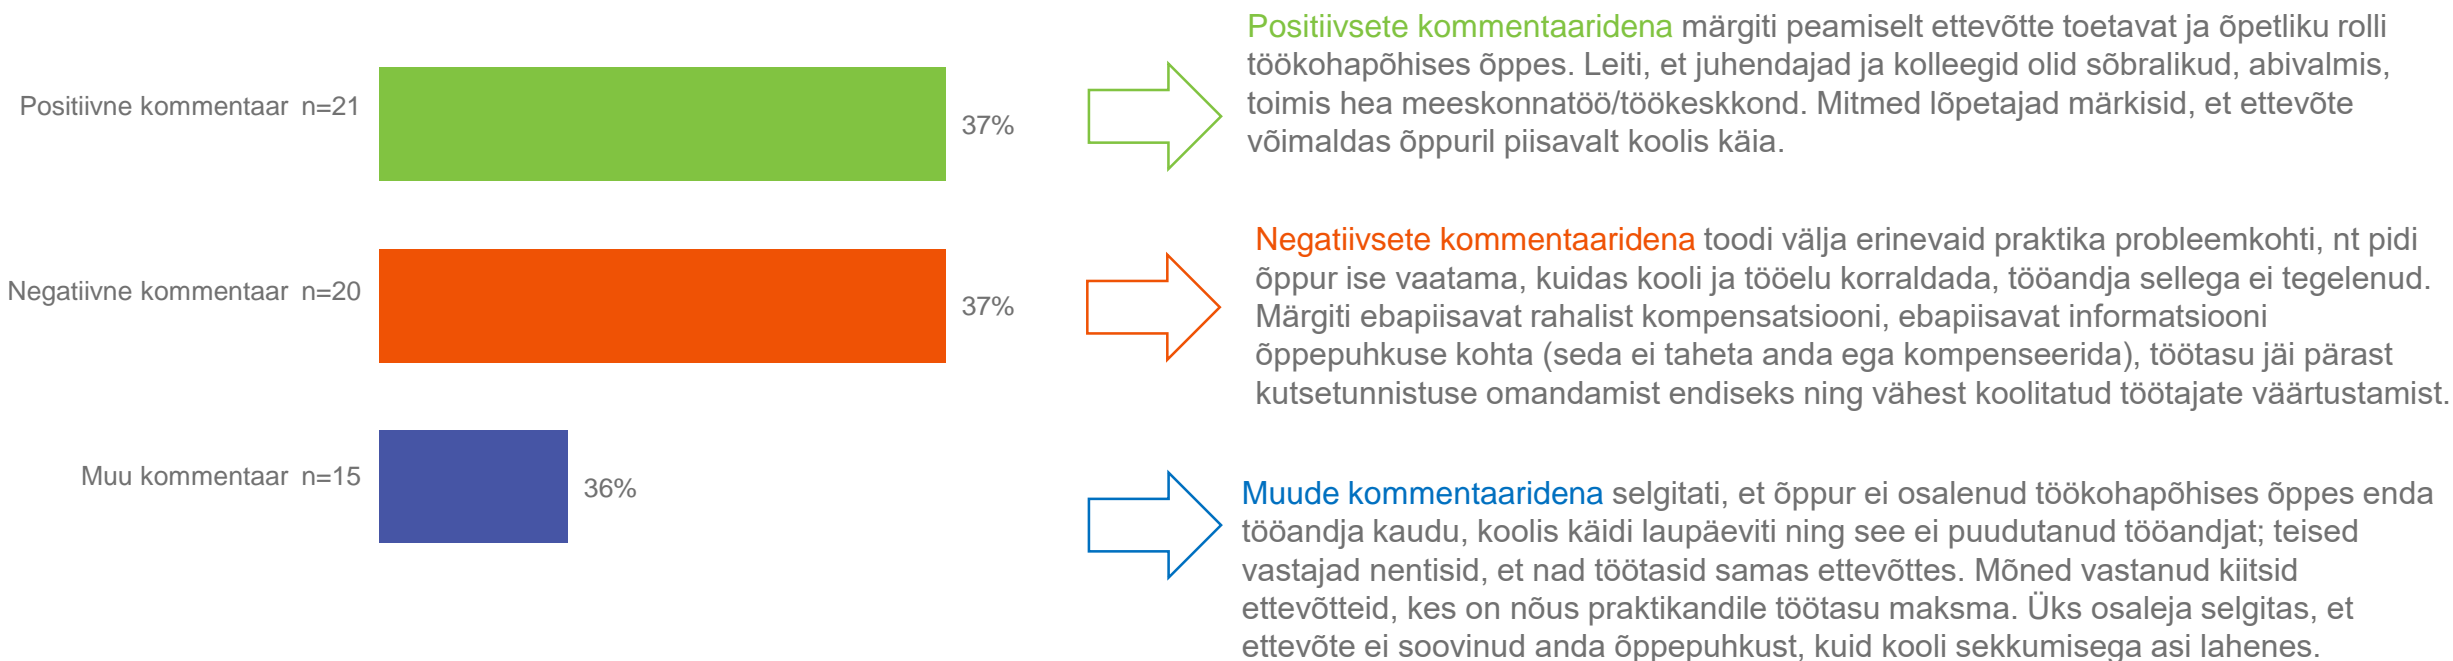 Positiivne kommentaar n=21
37%
Positiivsete kommentaaridena märgiti peamiselt ettevõtte toetavat ja õpetliku rolli
töökohapõhises õppes. Leiti, et juhendajad ja kolleegid olid sõbralikud, abivalmis,
toimis hea meeskonnatöö/töökeskkond. Mitmed lõpetajad märkisid, et ettevõte
võimaldas õppuril piisavalt koolis käia.
Negatiivne kommentaar n=20
37%
Negatiivsete kommentaaridena toodi välja erinevaid praktika probleemkohti, nt pidi
õppur ise vaatama, kuidas kooli ja tööelu korraldada, tööandja sellega ei tegelenud.
Märgiti ebapiisavat rahalist kompensatsiooni, ebapiisavat informatsiooni
õppepuhkuse kohta (seda ei taheta anda ega kompenseerida), töötasu jäi pärast
kutsetunnistuse omandamist endiseks ning vähest koolitatud töötajate väärtustamist.
Muu kommentaar n=15
36%
Muude kommentaaridena selgitati, et õppur ei osalenud töökohapõhises õppes enda
tööandja kaudu, koolis käidi laupäeviti ning see ei puudutanud tööandjat; teised
vastajad nentisid, et nad töötasid samas ettevõttes. Mõned vastanud kiitsid
ettevõtteid, kes on nõus praktikandile töötasu maksma. Üks osaleja selgitas, et
ettevõte ei soovinud anda õppepuhkust, kuid kooli sekkumisega asi lahenes.